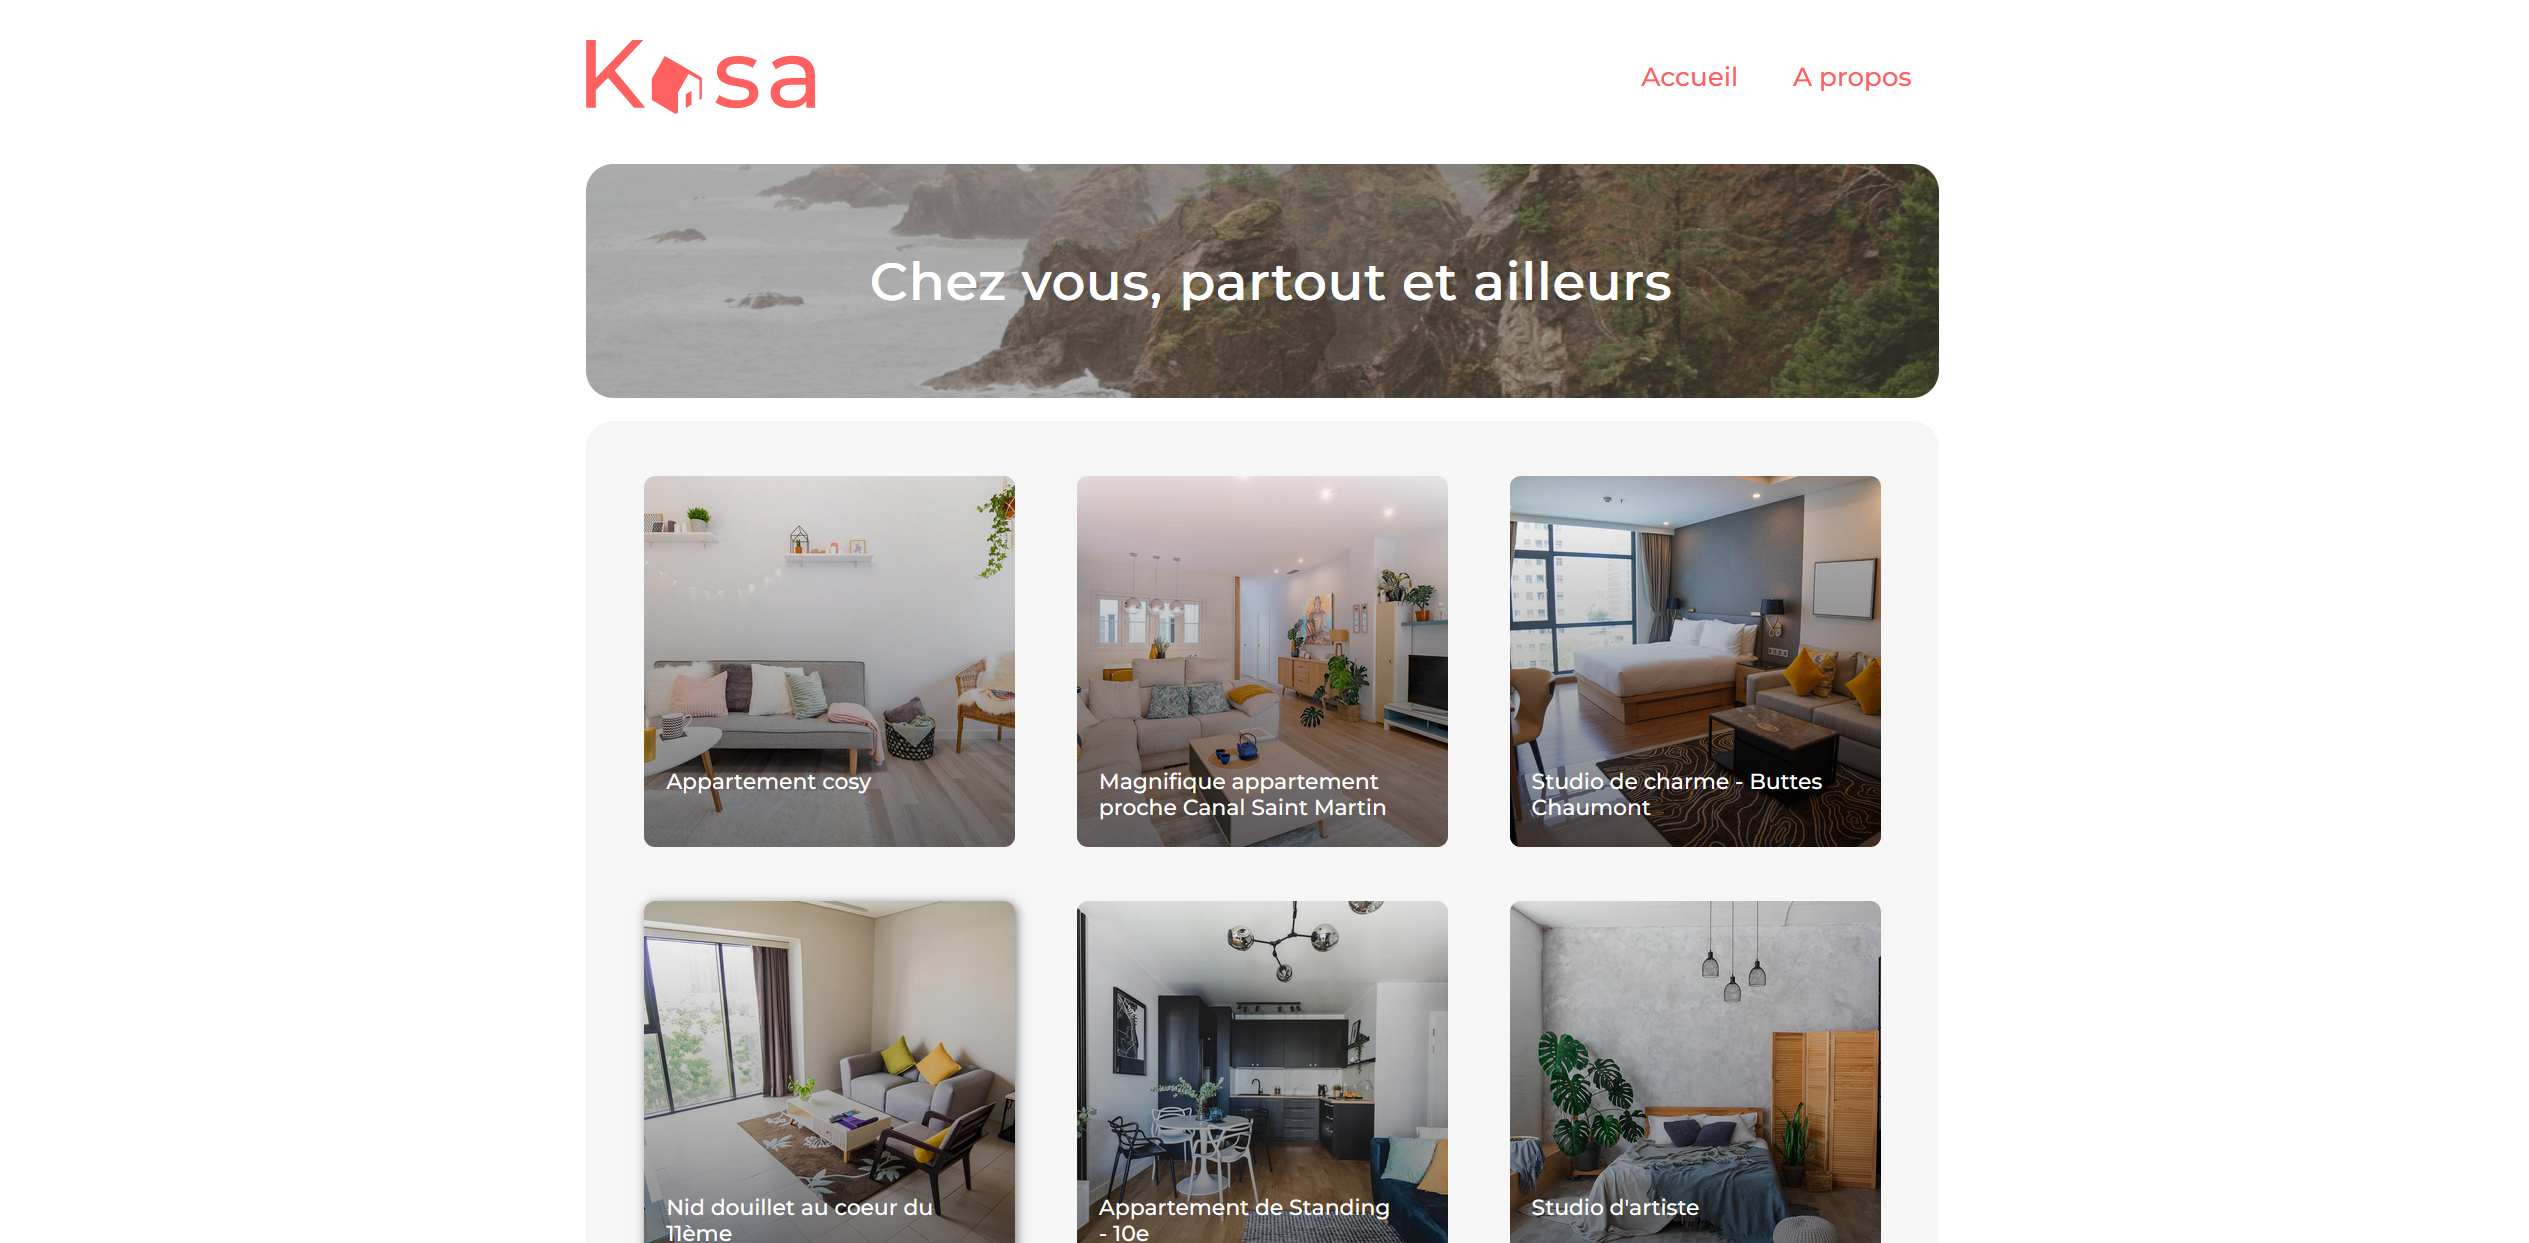 Kasa
Accueil
A propos
Chez vous, partout et ailleurs
Appartement cosy
Magnifique appartement
proche Canal Saint Martin
Studio de charme - Buttes
Chaumont
Nid douillet au coeur du
11ème
Appartement de Standing
- 10e
Studio d'artiste